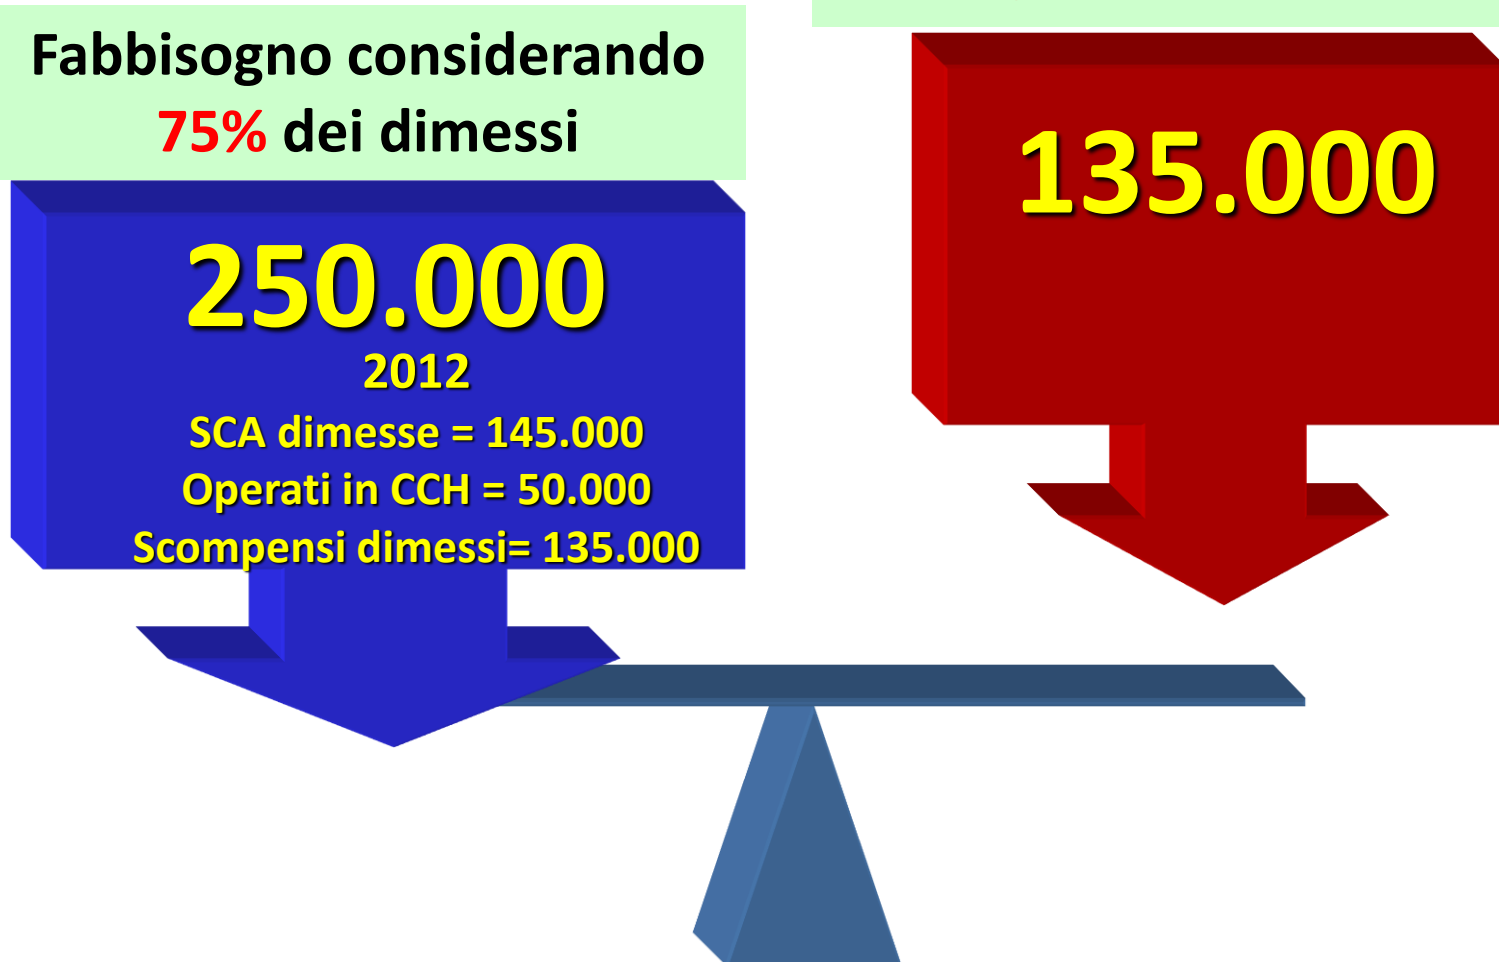 Fabbisogno considerando
75% dei dimessi
250.000
2012
SCA dimesse = 145.000
Operati in CCH = 50.000
Scompensi dimessi= 135.000
135.000